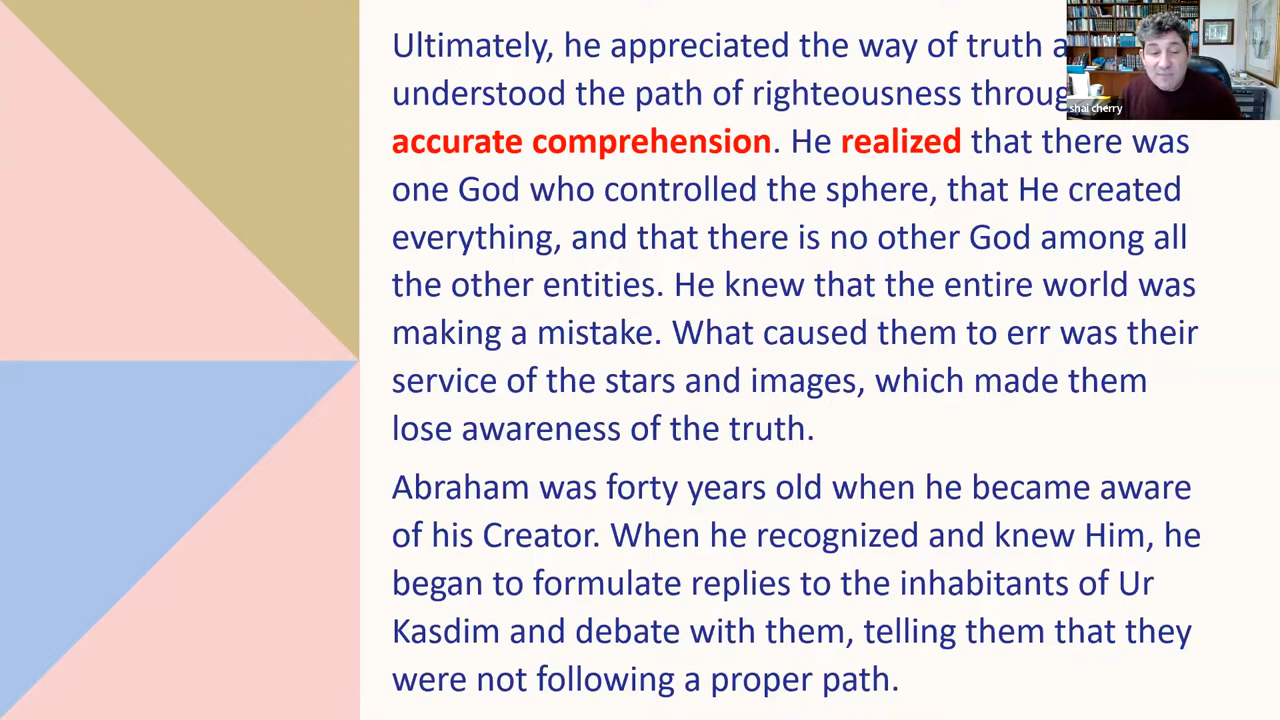 Ultimately, he appreciated the way of truth
understood the path of righteousness
accurate comprehension. He realized that there was
one God who controlled the sphere, that He created
everything, and that there is no other God among all
the other entities. He knew that the entire world was
making a mistake. What caused them to err was their
service of the stars and images, which made them
lose awareness of the truth.
Abraham was forty years old when he became aware
of his Creator. When he recognized and knew Him, he
began to formulate replies to the inhabitants of Ur
Kasdim and debate with them, telling them that they
were not following a proper path.
shai cherry